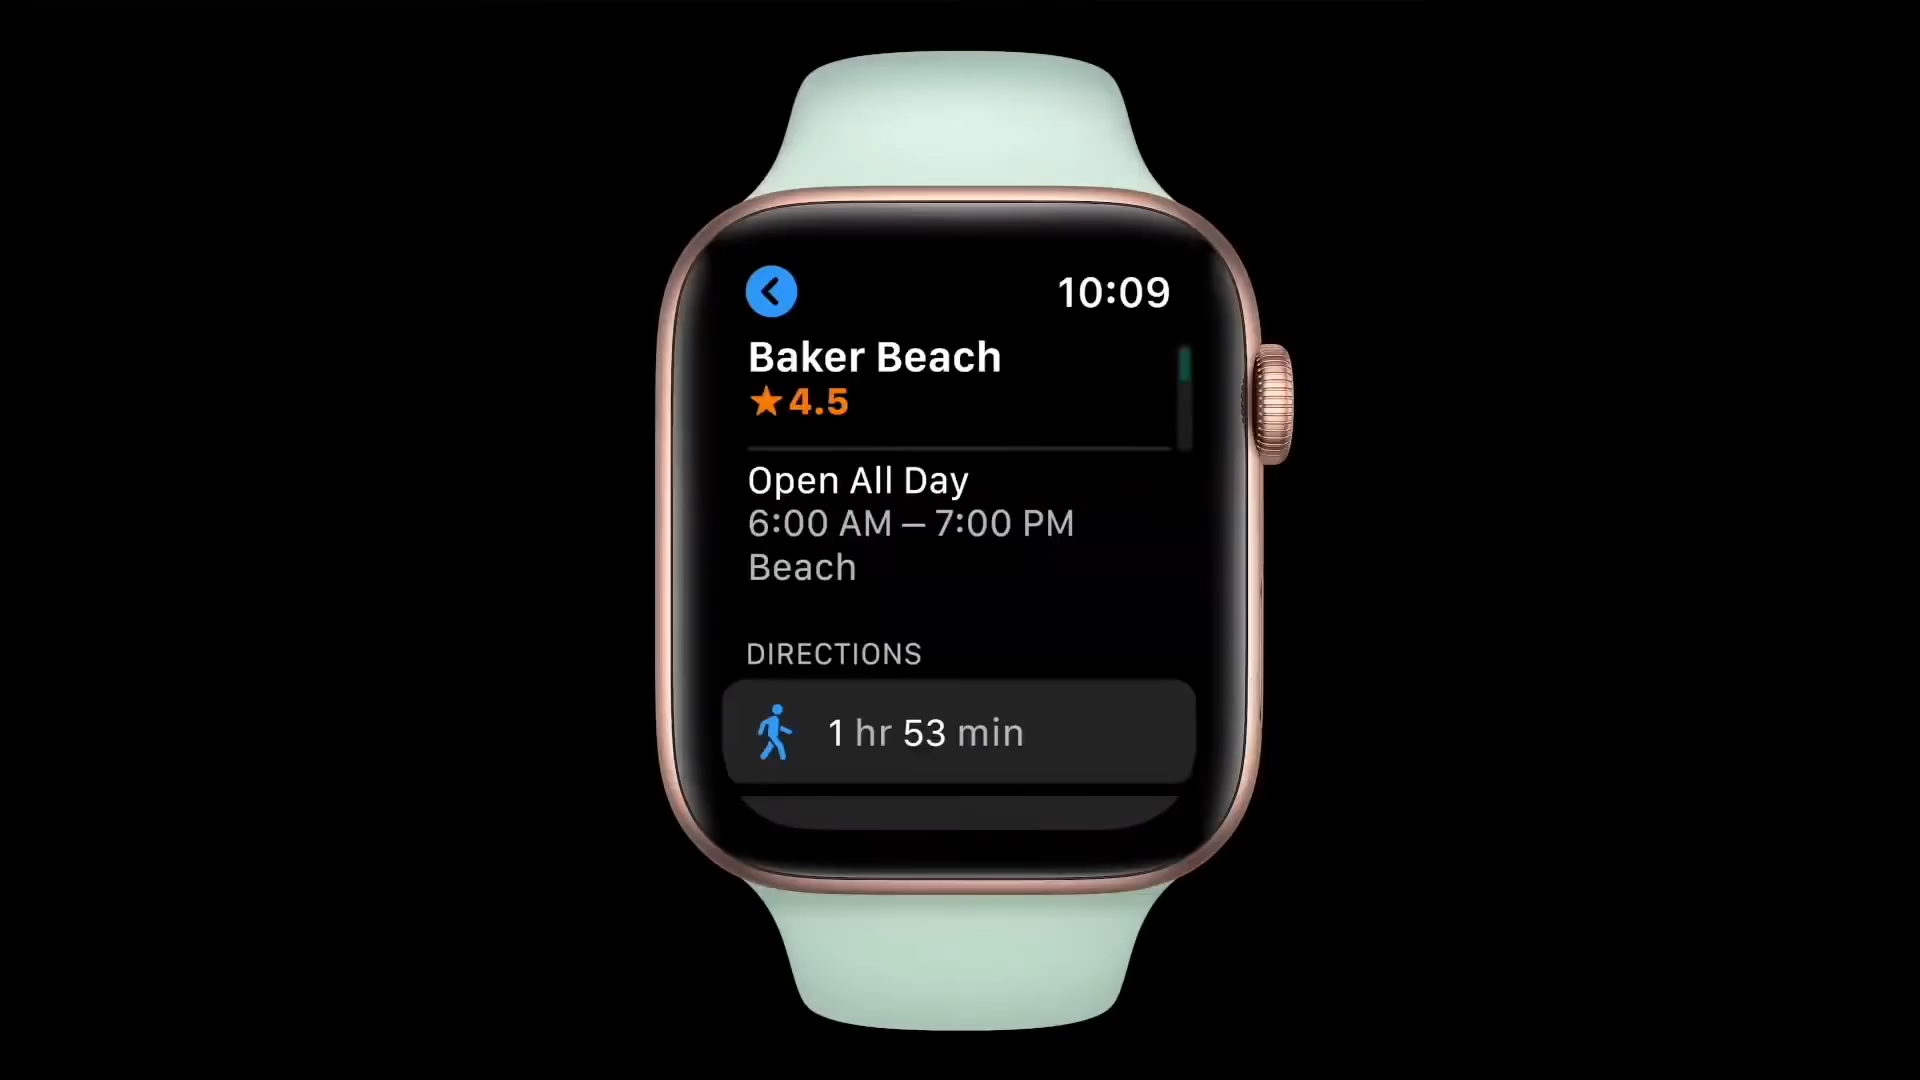 10:09
Baker Beach
★4.5
Open All Day
6:00 AM – 7:00 PM
Beach
DIRECTIONS
1 hr 53 min